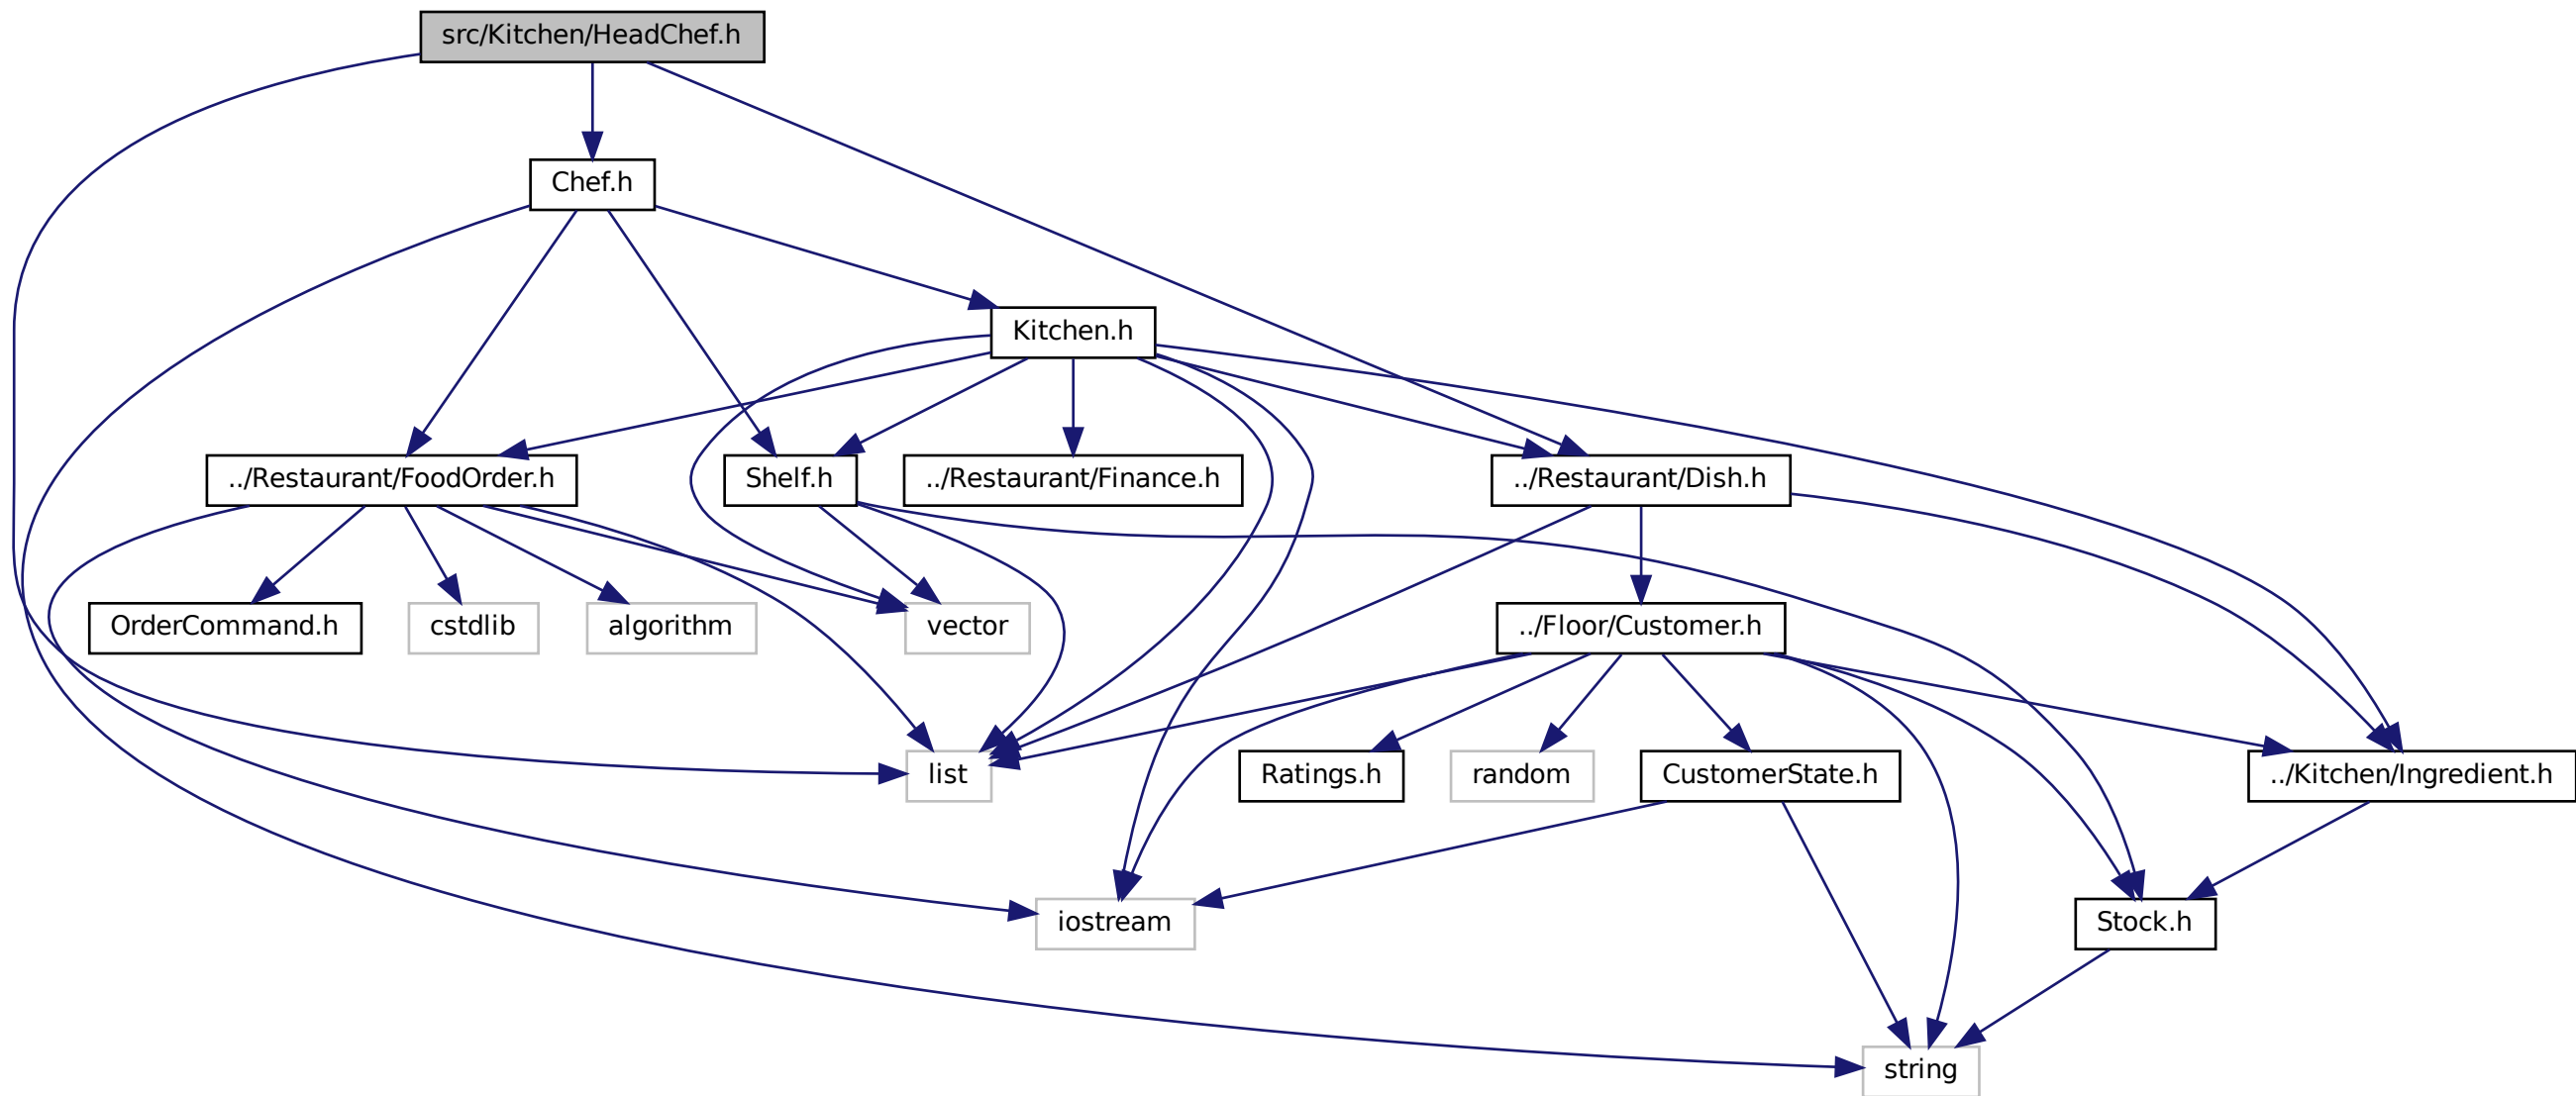 src/Kitchen/HeadChef.h
Chef.h
Kitchen.h
../Restaurant/FoodOrder.h
Shelf.h
../Restaurant/Finance.h
../Restaurant/Dish.h
OrderCommand.h
cstdlib
algorithm
vector
../Floor/Customer.h
list
Ratings.h
random
CustomerState.h
../Kitchen/Ingredient.h
iostream
Stock.h
string